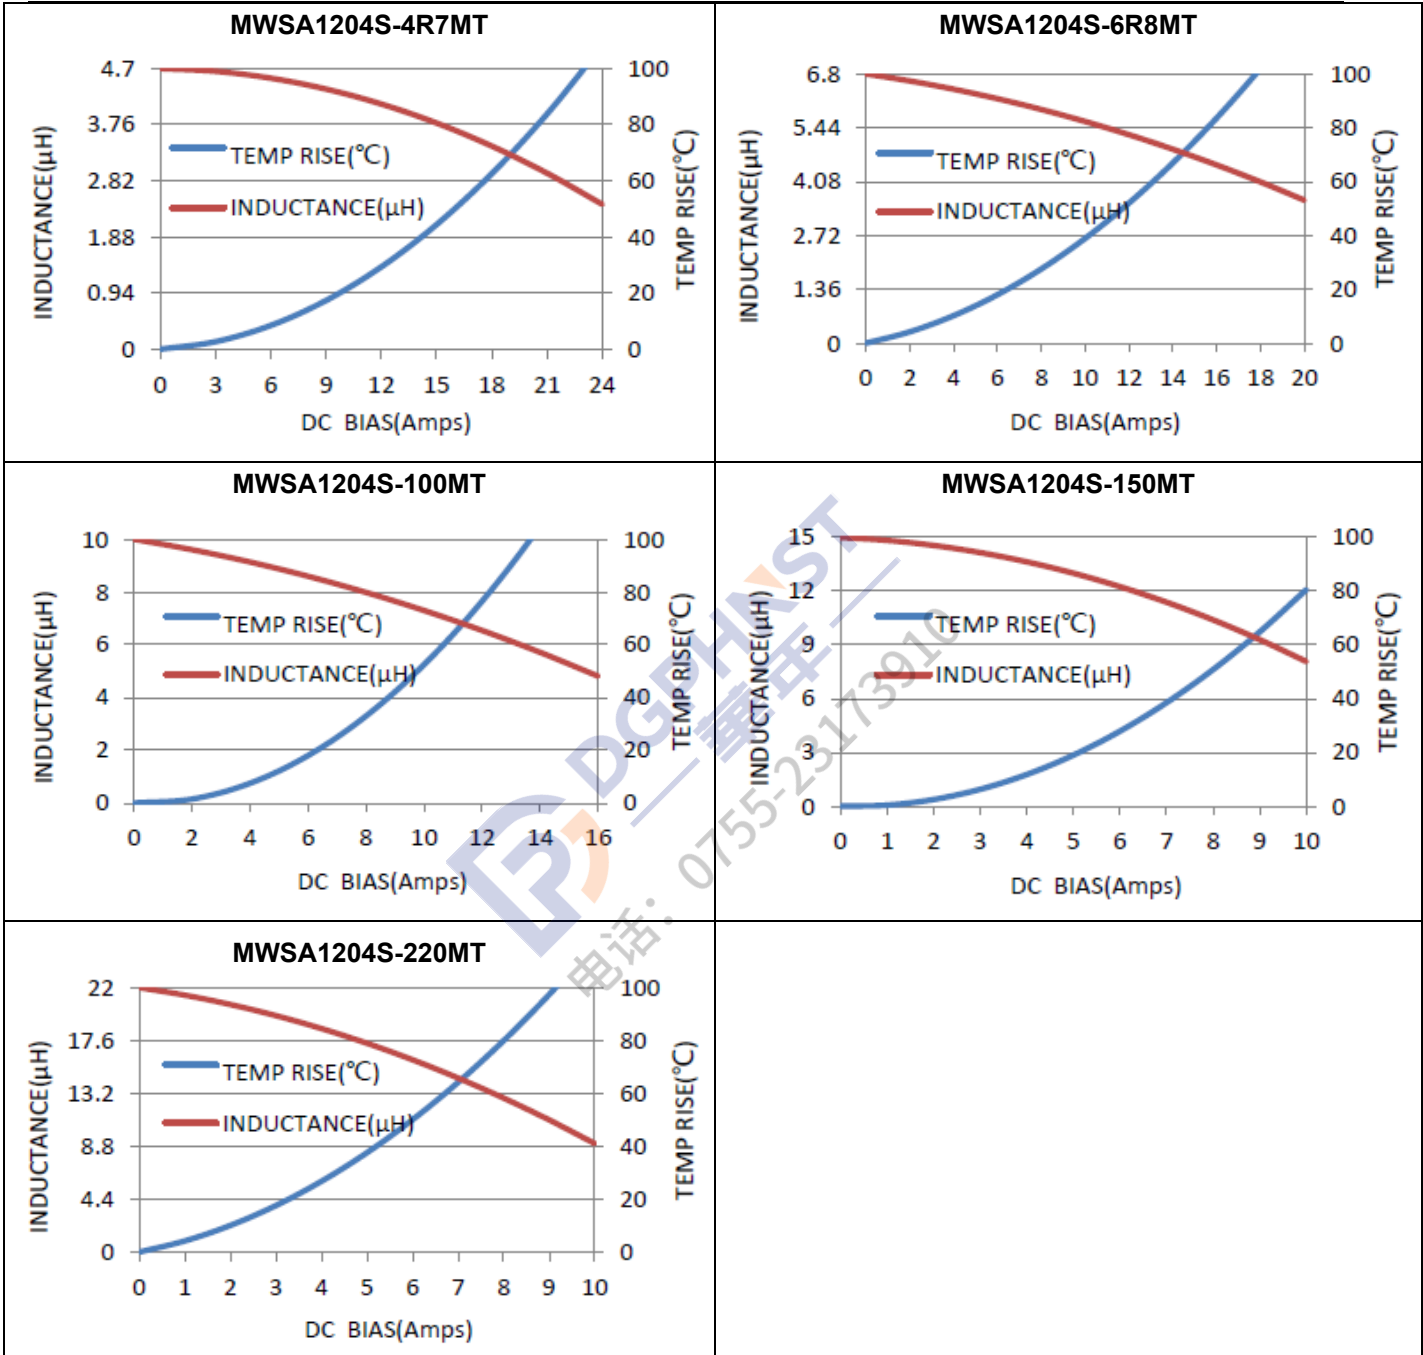 MWSA1204S-4R7MT
4.7
3.76
2.82
1.88
0.94
0
100
80
60
40
20
0
INDUCTANCE(μH)
TEMP RISE(℃)
TEMP RISE(℃)
INDUCTANCE(μH)
0 3 6 9 12 15 18 21 24
DC BIAS(Amps)
MWSA1204S-6R8MT
6.8
5.44
4.08
2.72
1.36
0
100
80
60
40
20
0
INDUCTANCE(μH)
TEMP RISE(℃)
TEMP RISE(℃)
INDUCTANCE(μH)
0 2 4 6 8 10 12 14 16 18 20
DC BIAS(Amps)
MWSA1204S-100MT
10
8
6
4
2
0
100
80
60
40
20
0
INDUCTANCE(μH)
TEMP RISE(℃)
TEMP RISE(℃)
INDUCTANCE(μH)
0 2 4 6 8 10 12 14 16
DC BIAS(Amps)
MWSA1204S-150MT
15
12
9
6
3
0
100
80
60
40
20
0
INDUCTANCE(μH)
TEMP RISE(℃)
TEMP RISE(℃)
INDUCTANCE(μH)
0 1 2 3 4 5 6 7 8 9 10
DC BIAS(Amps)
MWSA1204S-220MT
22
17.6
13.2
8.8
4.4
0
100
80
60
40
20
0
INDUCTANCE(μH)
TEMP RISE(℃)
TEMP RISE(℃)
INDUCTANCE(μH)
0 1 2 3 4 5 6 7 8 9 10
DC BIAS(Amps)
DGPHNST
电话：0755-23173910